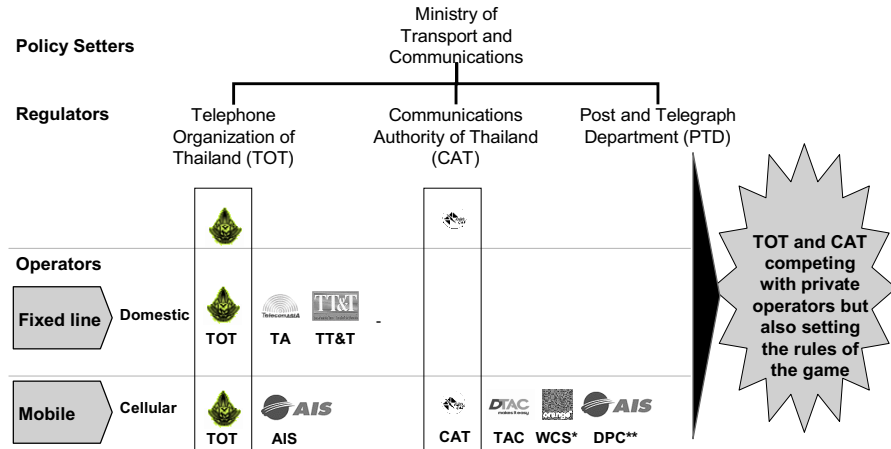 Ministry of
Transport and
Communications
Policy Setters
Regulators
Telephone
Organization of
Thailand (TOT)
Communications
Authority of Thailand
(CAT)
Post and Telegraph
Department (PTD)
TOT and CAT
competing
with private
operators but
also setting
the rules of
the game
Operators
Fixed line
Domestic
TelecomASIA
TT&T
-
TOT
TA
TT&T
Mobile
Cellular
AIS
DTAC
makes it easy
AIS
TOT
AIS
CAT
TAC
WCS*
DPC**